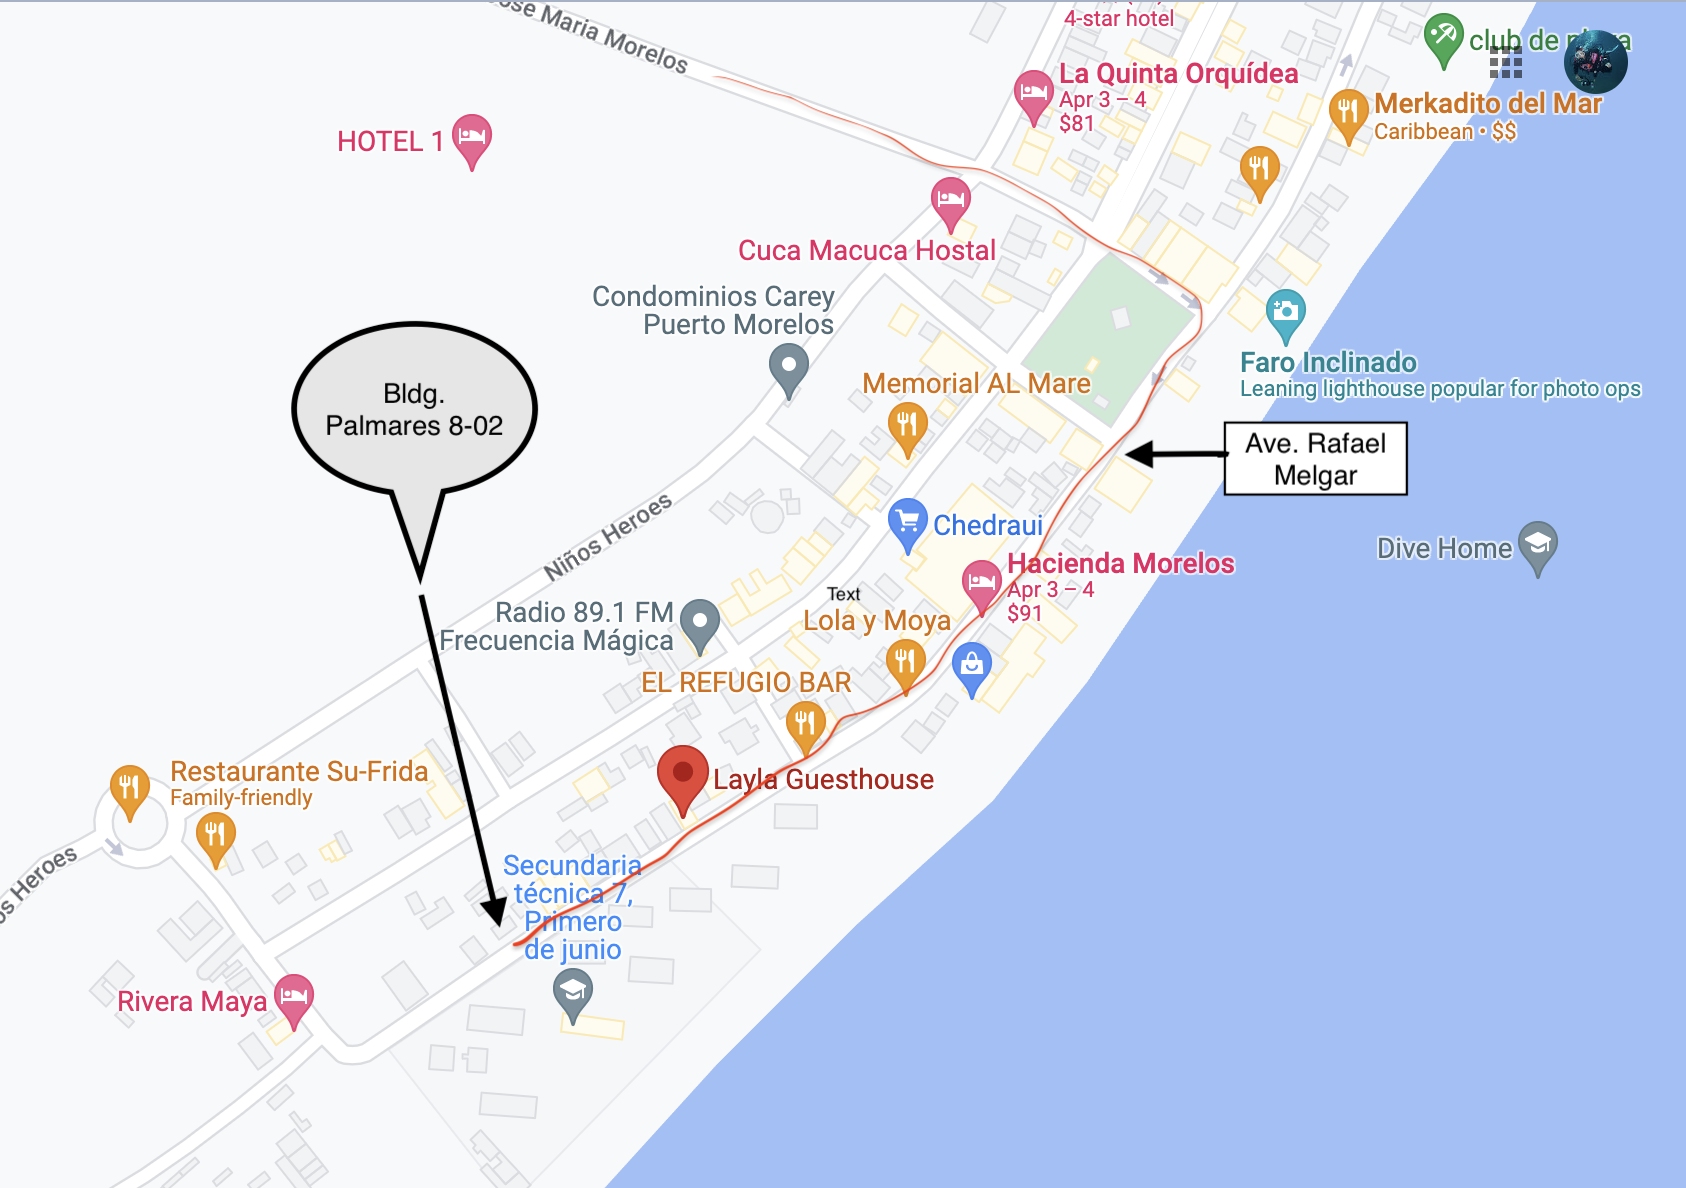 ose Maria Morelos
4-star hotel
club de playa
La Quinta Orquídea
Apr 3 – 4
$81
Merkadito del Mar
Caribbean • $$
HOTEL 1
Cuca Macuca Hostal
Condominios Carey
Puerto Morelos
Faro Inclinado
Leaning lighthouse popular for photo ops
Memorial AL Mare
Bldg.
Palmares 8-02
Ave. Rafael
Melgar
Chedraui
Dive Home
Niños Heroes
Hacienda Morelos
Apr 3 – 4
$91
Text
Radio 89.1 FM
Frecuencia Mágica
Lola y Moya
EL REFUGIO BAR
Restaurante Su-Frida
Family-friendly
Layla Guesthouse
os Heroes
Secundaria
técnica 7,
Primero
de junio
Rivera Maya